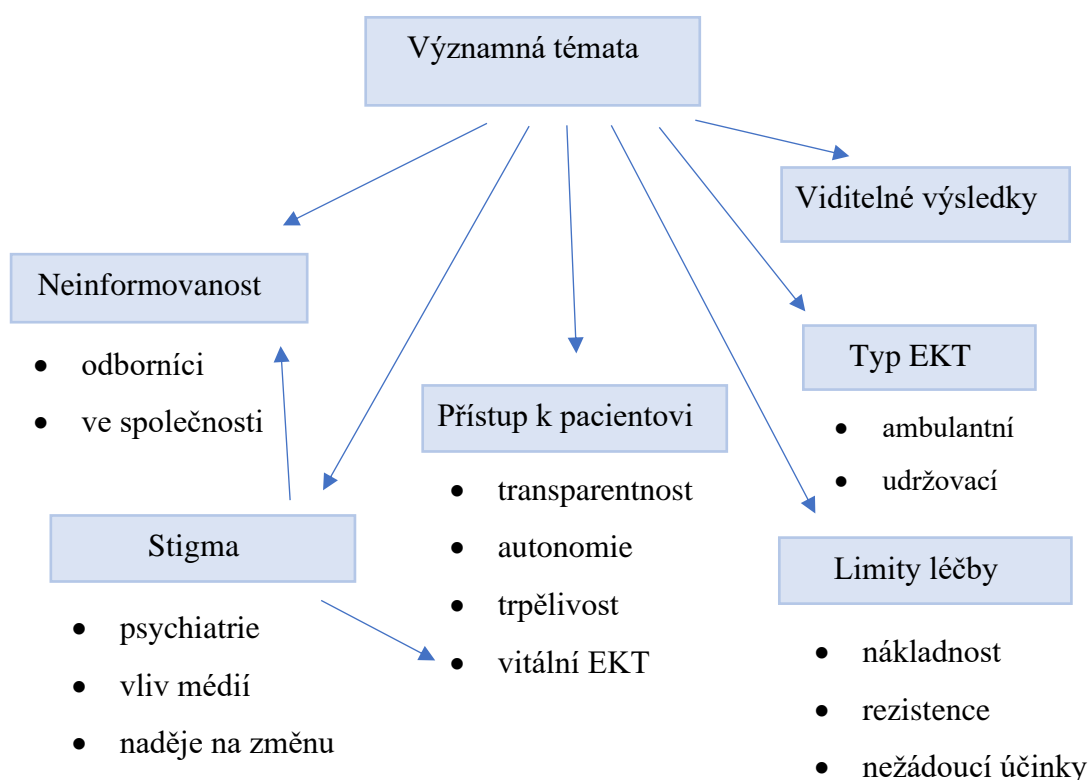 Významná témata
Viditelné výsledky
Neinformovanost
• odborníci
• ve společnosti
Typ EKT
• ambulantní
• udržovací
Přístup k pacientovi
• transparentnost
• autonomie
• trpělivost
• vitální EKT
Stigma
• psychiatrie
• vliv médií
• naděje na změnu
Limity léčby
• nákladnost
• rezistence
• nežádoucí účinky